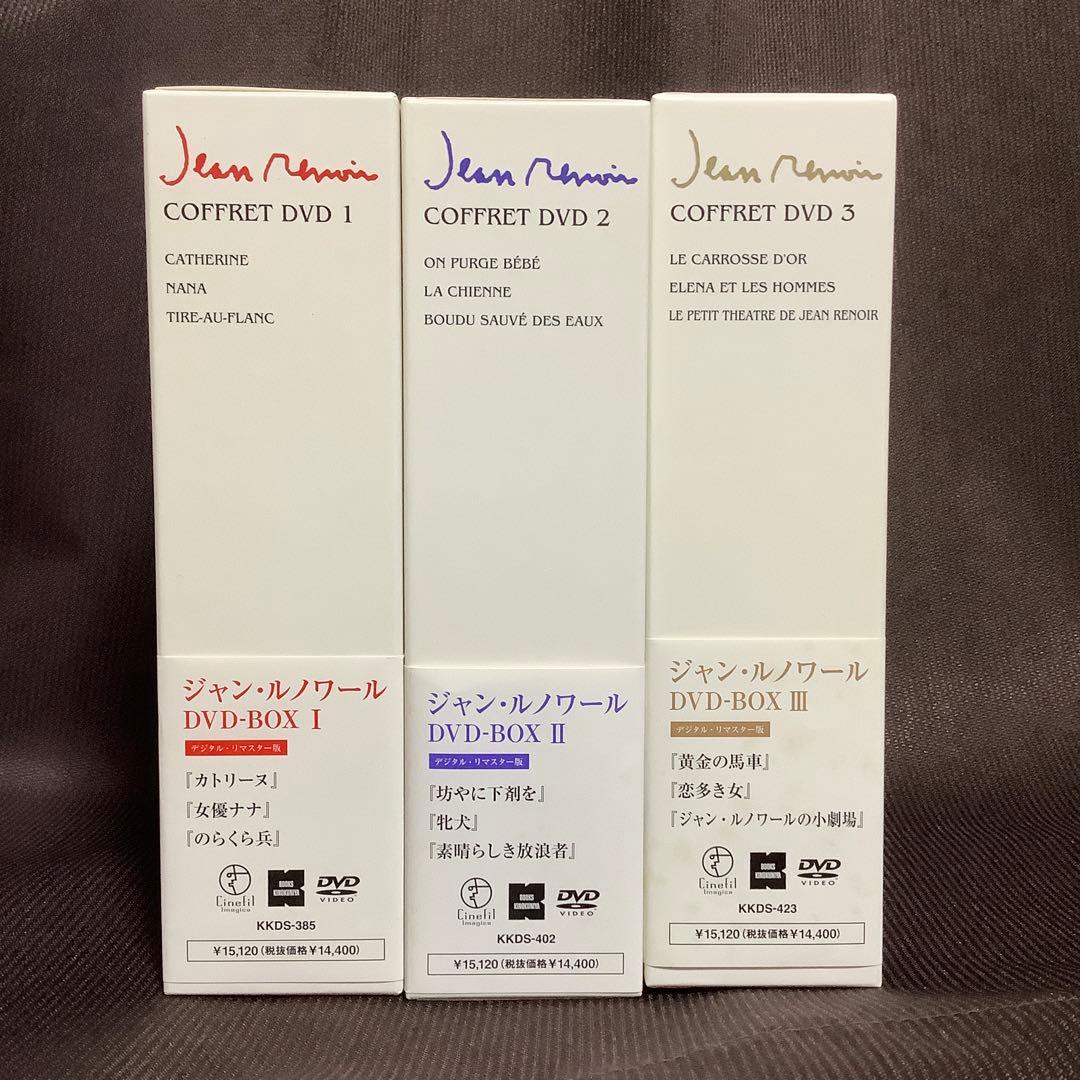 Jean Renoir
COFFRET DVD 1
CATHERINE
NANA
TIRE-AU-FLANC
ジャン・ルノワール
DVD-BOX Ⅰ
デジタル・リマスター版
『カトリーヌ』
『女優ナナ』
『のらくら兵』
Cinefil
Imagica
BOOKS
KINOKUNIYA
DVD
VIDEO
KKDS-385
¥15,120(税抜価格¥14,400)
Jean Renoir
COFFRET DVD 2
ON PURGE BÉBÉ
LA CHIENNE
BOUDU SAUVÉ DES EAUX
ジャン・ルノワール
DVD-BOX Ⅱ
デジタル・リマスター版
『坊やに下剤を』
『牝犬』
『素晴らしき放浪者』
Cinefil
Imagica
BOOKS
KINOKUNIYA
DVD
VIDEO
KKDS-402
¥15,120(税抜価格¥14,400)
Jean Renoir
COFFRET DVD 3
LE CARROSSE D'OR
ELENA ET LES HOMMES
LE PETIT THEATRE DE JEAN RENOIR
ジャン・ルノワール
DVD-BOX Ⅲ
デジタル・リマスター版
『黄金の馬車』
『恋多き女』
『ジャン・ルノワールの小劇場』
Cinefil
Imagica
BOOKS
KINOKUNIYA
DVD
VIDEO
KKDS-423
¥15,120(税抜価格¥14,400)